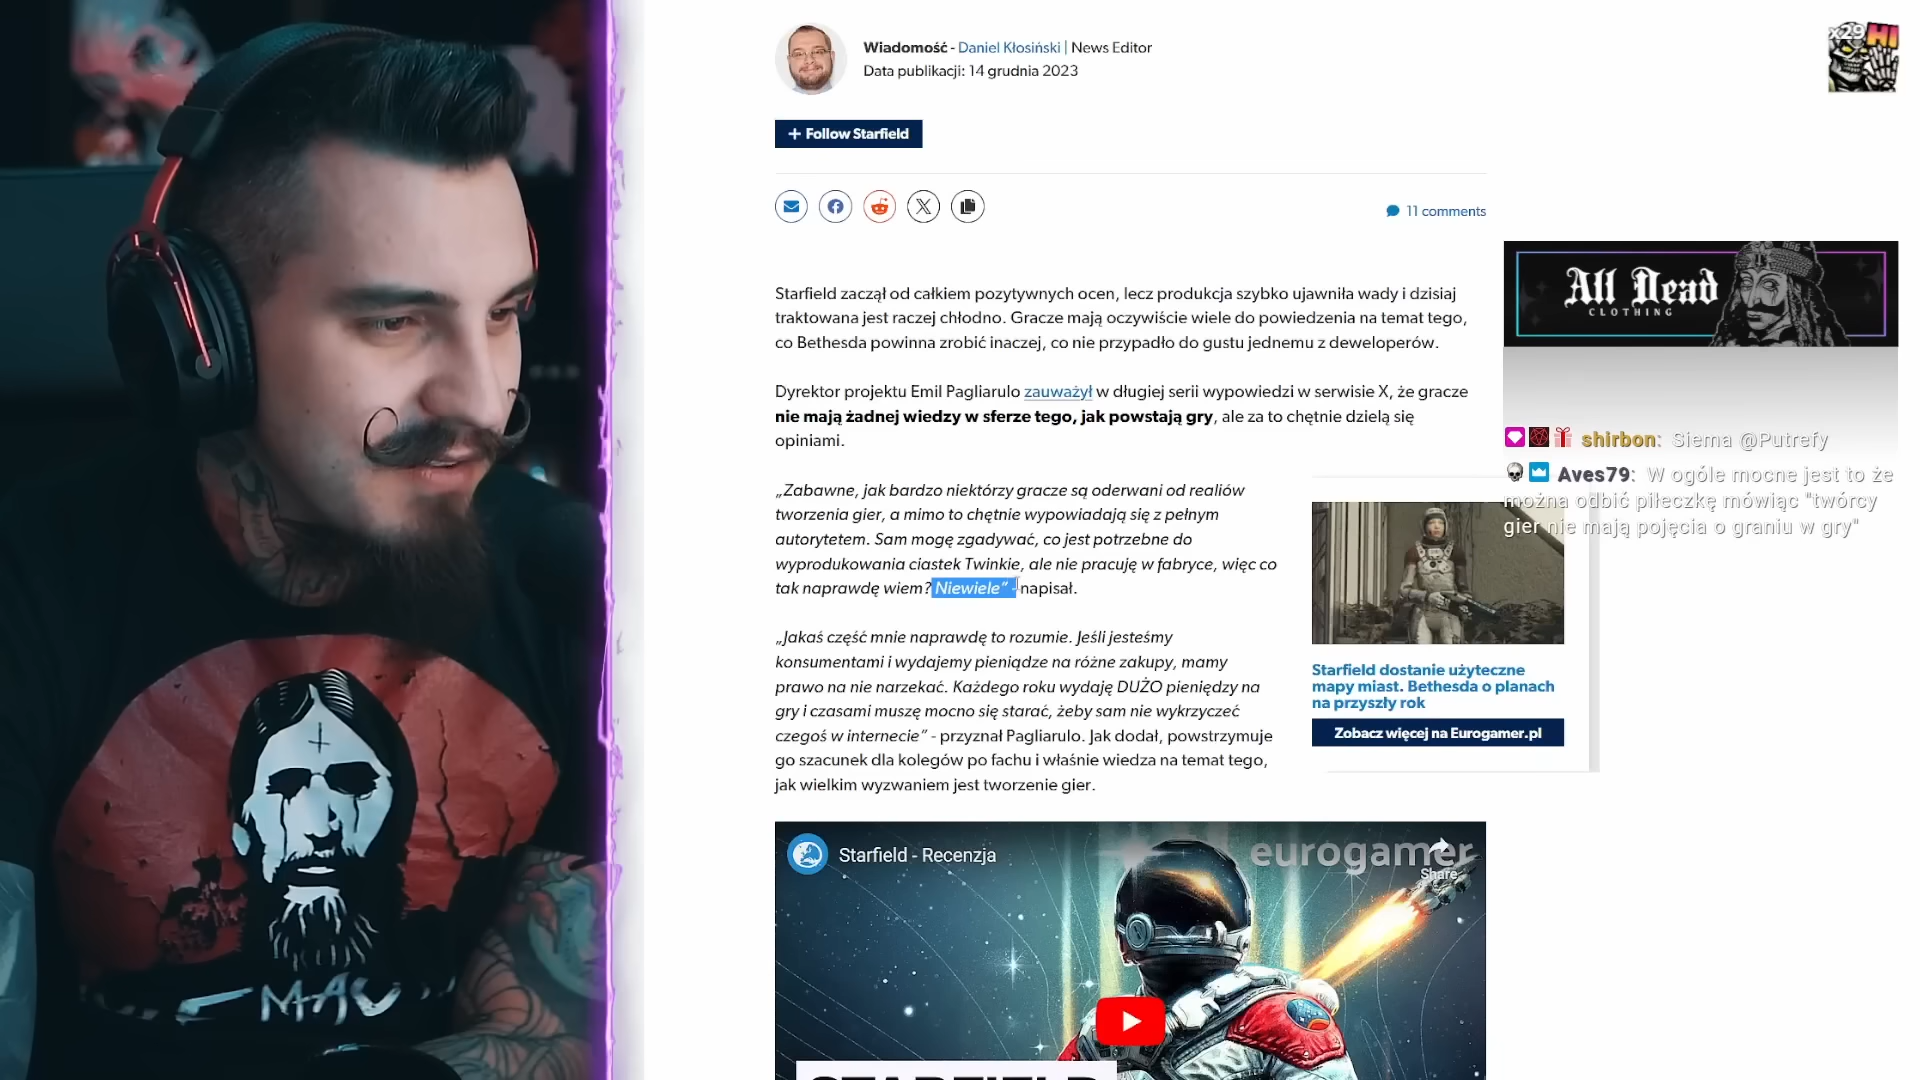 Wiadomość - Daniel Kłosiński | News Editor
Data publikacji: 14 grudnia 2023
x29 HI
+ Follow Starfield
11 comments
Starfield zaczął od całkiem pozytywnych ocen, lecz produkcja szybko ujawniła wady i dzisiaj
traktowana jest raczej chłodno. Gracze mają oczywiście wiele do powiedzenia na temat tego,
co Bethesda powinna zrobić inaczej, co nie przypadło do gustu jednemu z deweloperów.
Dyrektor projektu Emil Pagliarulo zauważył w długiej serii wypowiedzi w serwisie X, że gracze
nie mają żadnej wiedzy w sferze tego, jak powstają gry, ale za to chętnie dzielą się
opiniami.
„Zabawne, jak bardzo niektórzy gracze są oderwani od realiów
tworzenia gier, a mimo to chętnie wypowiadają się z pełnym
autorytetem. Sam mogę zgadywać, co jest potrzebne do
wyprodukowania ciastek Twinkie, ale nie pracuję w fabryce, więc co
tak naprawdę wiem? Niewiele” - napisał.
„Jakaś część mnie naprawdę to rozumie. Jeśli jesteśmy
konsumentami i wydajemy pieniądze na różne zakupy, mamy
prawo na nie narzekać. Każdego roku wydaję DUŻO pieniędzy na
gry i czasami muszę mocno się starać, żeby sam nie wykrzyczeć
czegoś w internecie” - przyznał Pagliarulo. Jak dodał, powstrzymuje
go szacunek dla kolegów po fachu i właśnie wiedza na temat tego,
jak wielkim wyzwaniem jest tworzenie gier.
Starfield dostanie użyteczne
mapy miast. Bethesda o planach
na przyszły rok
Zobacz więcej na Eurogamer.pl
All Dead
CLOTHING
shirbon: Siema @Putrefy
Aves79: W ogóle mocne jest to że
można odbić piłeczkę mówiąc "twórcy
gier nie mają pojęcia o graniu w gry"
Starfield - Recenzja
eurogamer
Share
STARFIELD